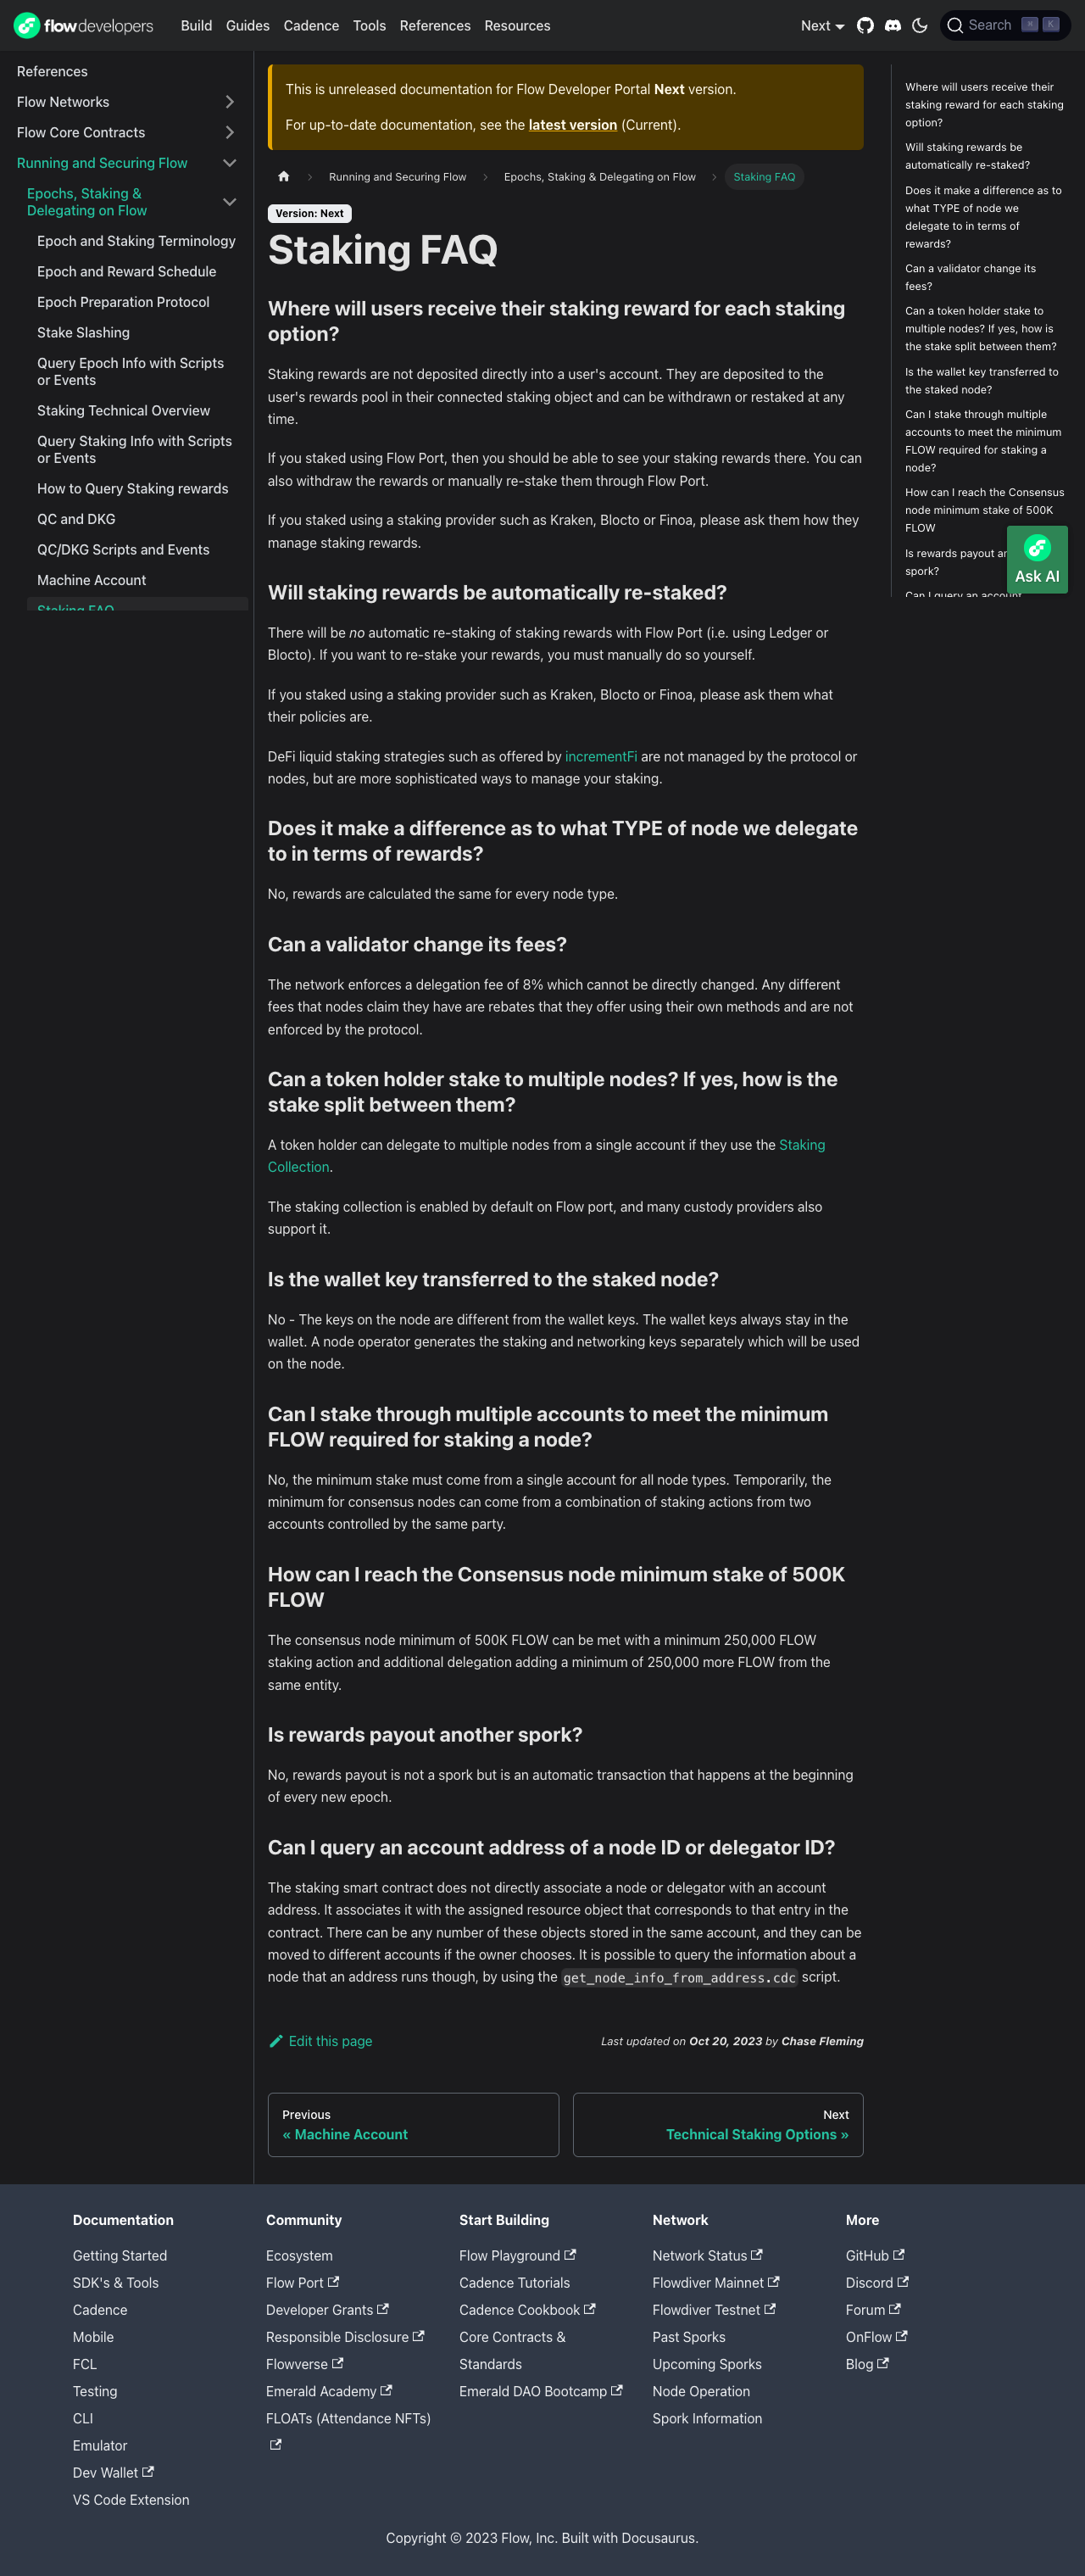 flow developers
Build Guides Cadence Tools References Resources
Next
Search ⌘ K
References
Flow Networks
Flow Core Contracts
Running and Securing Flow
Epochs, Staking &
Delegating on Flow
Epoch and Staking Terminology
Epoch and Reward Schedule
Epoch Preparation Protocol
Stake Slashing
Query Epoch Info with Scripts
or Events
Staking Technical Overview
Query Staking Info with Scripts
or Events
How to Query Staking rewards
QC and DKG
QC/DKG Scripts and Events
Machine Account
Staking FAQ
This is unreleased documentation for Flow Developer Portal Next version.
For up-to-date documentation, see the latest version (Current).
Running and Securing Flow
Epochs, Staking & Delegating on Flow
Staking FAQ
Version: Next
Staking FAQ
Where will users receive their staking reward for each staking
option?
Staking rewards are not deposited directly into a user's account. They are deposited to the
user's rewards pool in their connected staking object and can be withdrawn or restaked at any
time.
If you staked using Flow Port, then you should be able to see your staking rewards there. You can
also withdraw the rewards or manually re-stake them through Flow Port.
If you staked using a staking provider such as Kraken, Blocto or Finoa, please ask them how they
manage staking rewards.
Will staking rewards be automatically re-staked?
There will be no automatic re-staking of staking rewards with Flow Port (i.e. using Ledger or
Blocto). If you want to re-stake your rewards, you must manually do so yourself.
If you staked using a staking provider such as Kraken, Blocto or Finoa, please ask them what
their policies are.
DeFi liquid staking strategies such as offered by incrementFi are not managed by the protocol or
nodes, but are more sophisticated ways to manage your staking.
Does it make a difference as to what TYPE of node we delegate
to in terms of rewards?
No, rewards are calculated the same for every node type.
Can a validator change its fees?
The network enforces a delegation fee of 8% which cannot be directly changed. Any different
fees that nodes claim they have are rebates that they offer using their own methods and are not
enforced by the protocol.
Can a token holder stake to multiple nodes? If yes, how is the
stake split between them?
A token holder can delegate to multiple nodes from a single account if they use the Staking
Collection.
The staking collection is enabled by default on Flow port, and many custody providers also
support it.
Is the wallet key transferred to the staked node?
No - The keys on the node are different from the wallet keys. The wallet keys always stay in the
wallet. A node operator generates the staking and networking keys separately which will be used
on the node.
Can I stake through multiple accounts to meet the minimum
FLOW required for staking a node?
No, the minimum stake must come from a single account for all node types. Temporarily, the
minimum for consensus nodes can come from a combination of staking actions from two
accounts controlled by the same party.
How can I reach the Consensus node minimum stake of 500K
FLOW
The consensus node minimum of 500K FLOW can be met with a minimum 250,000 FLOW
staking action and additional delegation adding a minimum of 250,000 more FLOW from the
same entity.
Is rewards payout another spork?
No, rewards payout is not a spork but is an automatic transaction that happens at the beginning
of every new epoch.
Can I query an account address of a node ID or delegator ID?
The staking smart contract does not directly associate a node or delegator with an account
address. It associates it with the assigned resource object that corresponds to that entry in the
contract. There can be any number of these objects stored in the same account, and they can be
moved to different accounts if the owner chooses. It is possible to query the information about a
node that an address runs though, by using the get_node_info_from_address.cdc script.
Edit this page
Last updated on Oct 20, 2023 by Chase Fleming
Previous
« Machine Account
Next
Technical Staking Options »
Where will users receive their
staking reward for each staking
option?
Will staking rewards be
automatically re-staked?
Does it make a difference as to
what TYPE of node we
delegate to in terms of
rewards?
Can a validator change its
fees?
Can a token holder stake to
multiple nodes? If yes, how is
the stake split between them?
Is the wallet key transferred to
the staked node?
Can I stake through multiple
accounts to meet the minimum
FLOW required for staking a
node?
How can I reach the Consensus
node minimum stake of 500K
FLOW
Is rewards payout
spork?
Can I query an account
Ask AI
Documentation
Getting Started
SDK's & Tools
Cadence
Mobile
FCL
Testing
CLI
Emulator
Dev Wallet
VS Code Extension
Community
Ecosystem
Flow Port
Developer Grants
Responsible Disclosure
Flowverse
Emerald Academy
FLOATs (Attendance NFTs)
Start Building
Flow Playground
Cadence Tutorials
Cadence Cookbook
Core Contracts &
Standards
Emerald DAO Bootcamp
Network
Network Status
Flowdiver Mainnet
Flowdiver Testnet
Past Sporks
Upcoming Sporks
Node Operation
Spork Information
More
GitHub
Discord
Forum
OnFlow
Blog
Copyright © 2023 Flow, Inc. Built with Docusaurus.